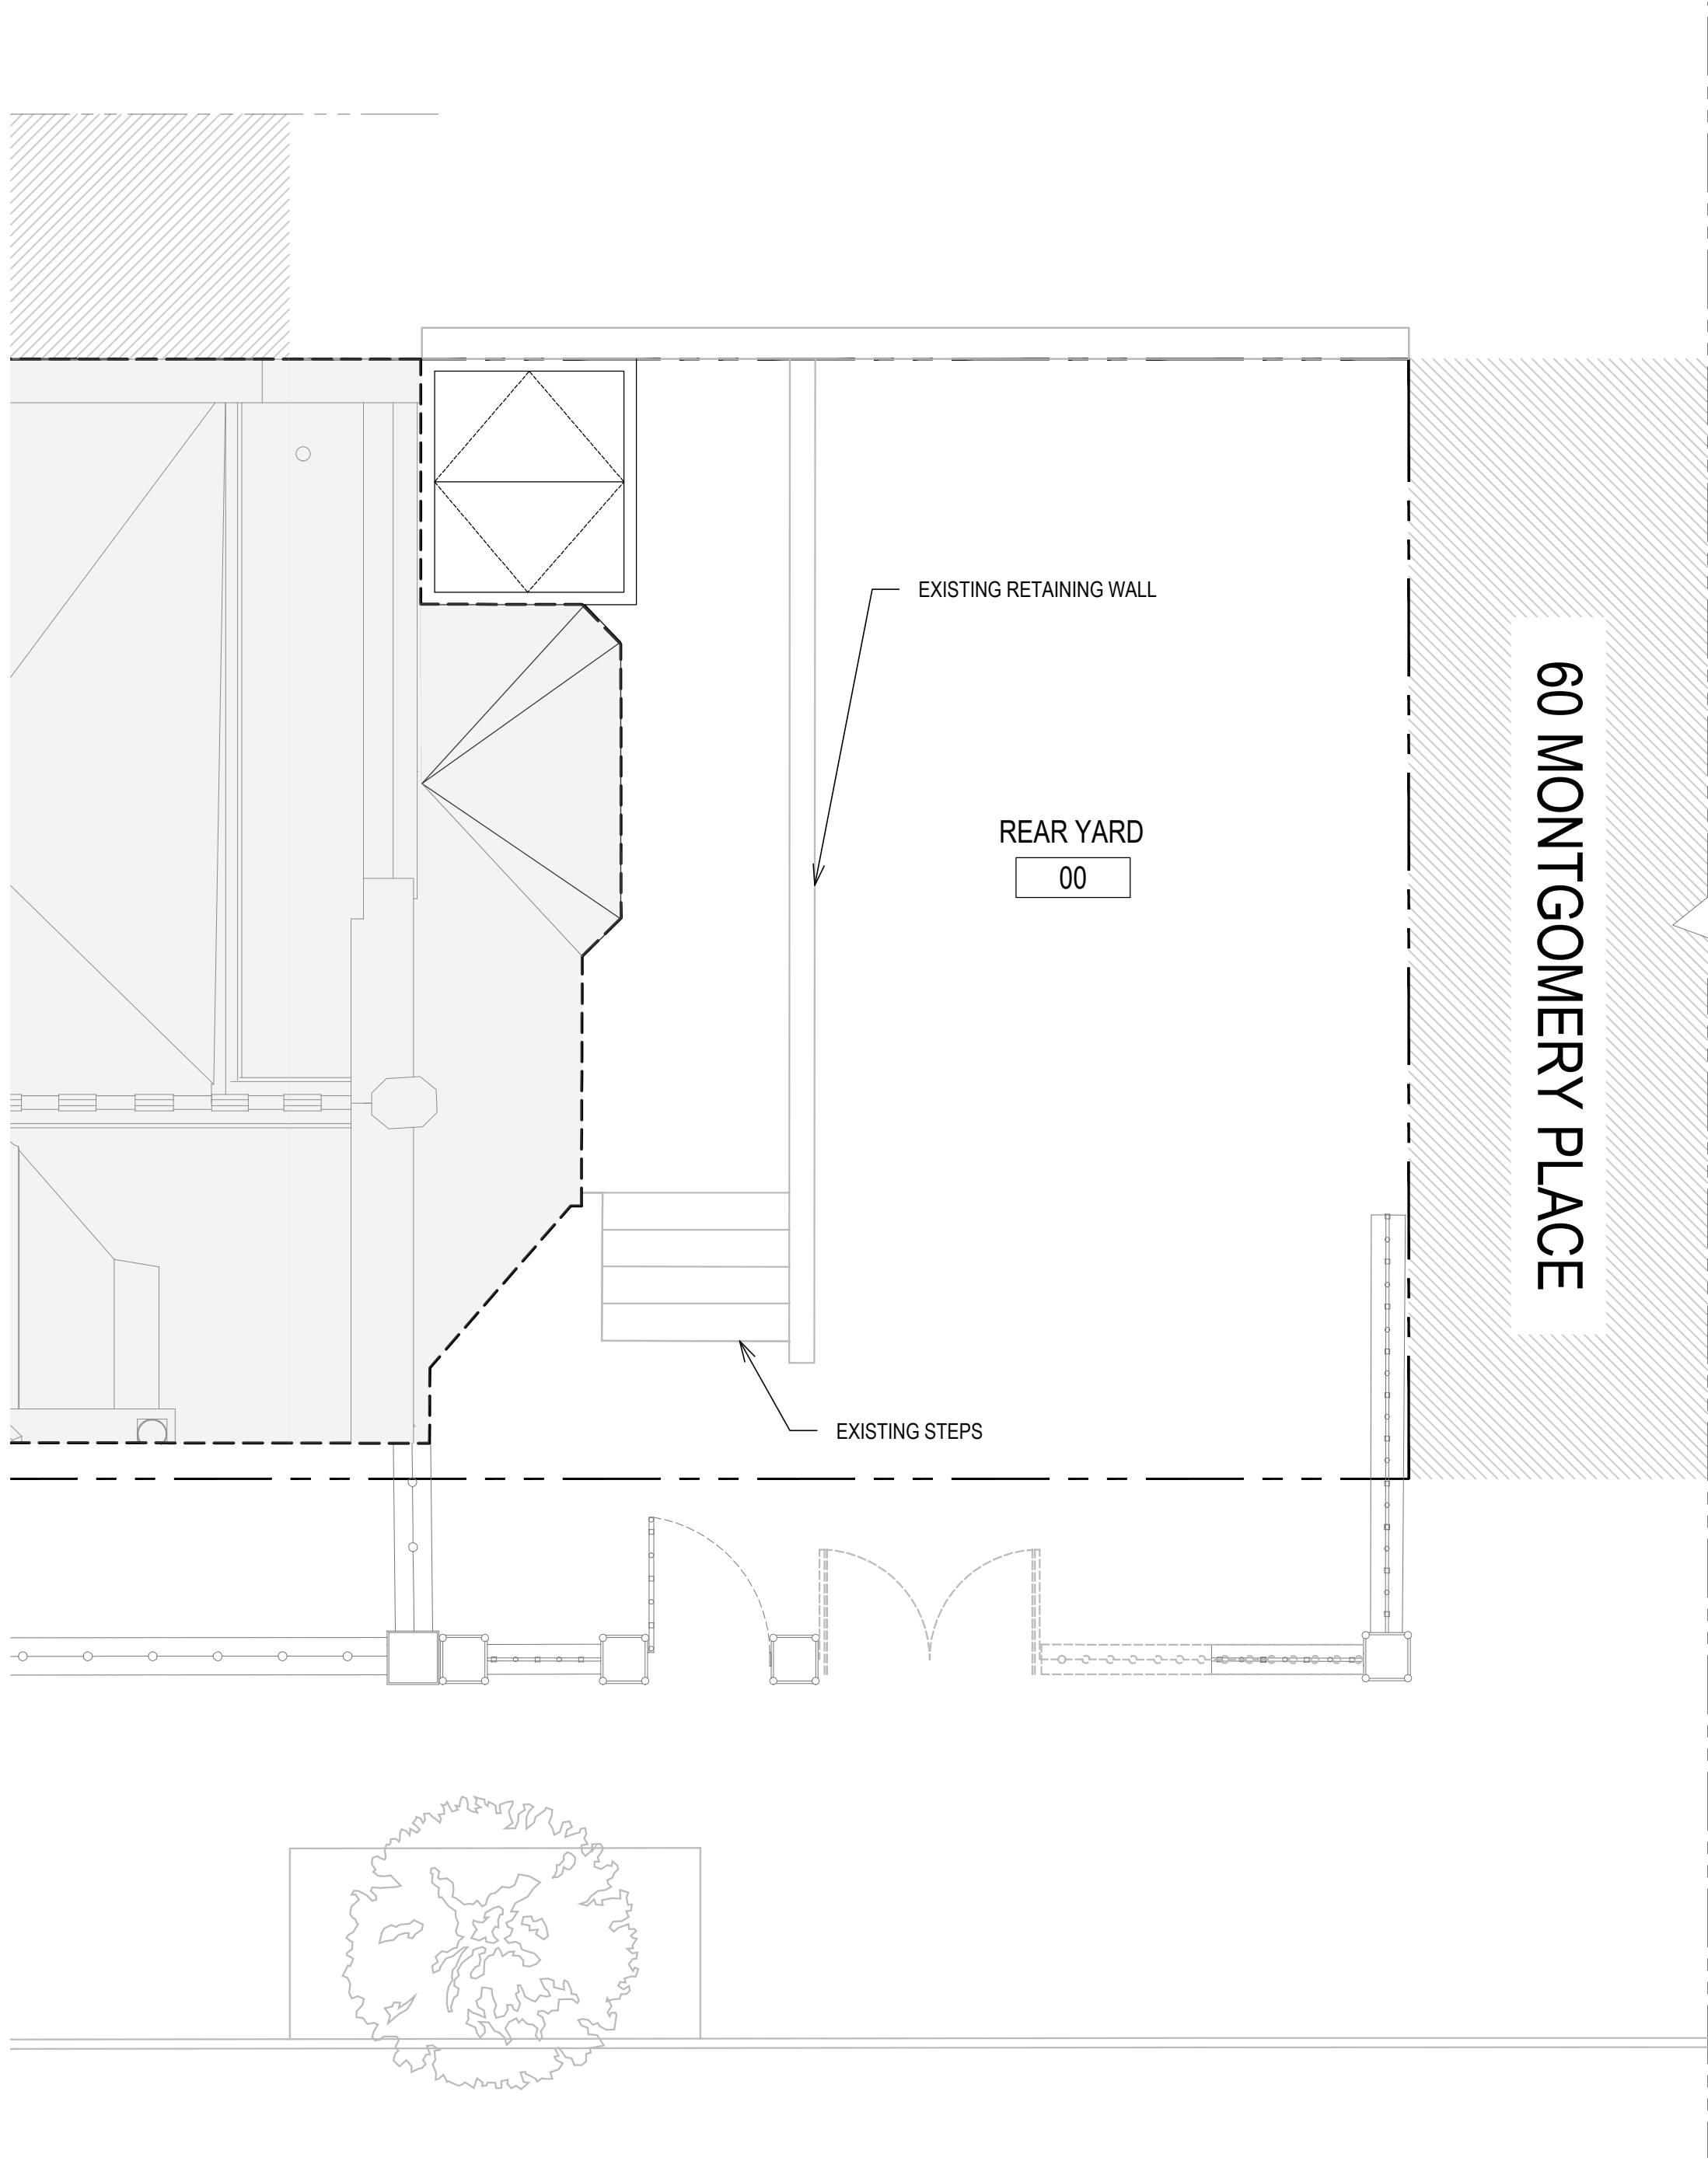 EXISTING RETAINING WALL
60 MONTGOMERY PLACE
REAR YARD
00
EXISTING STEPS